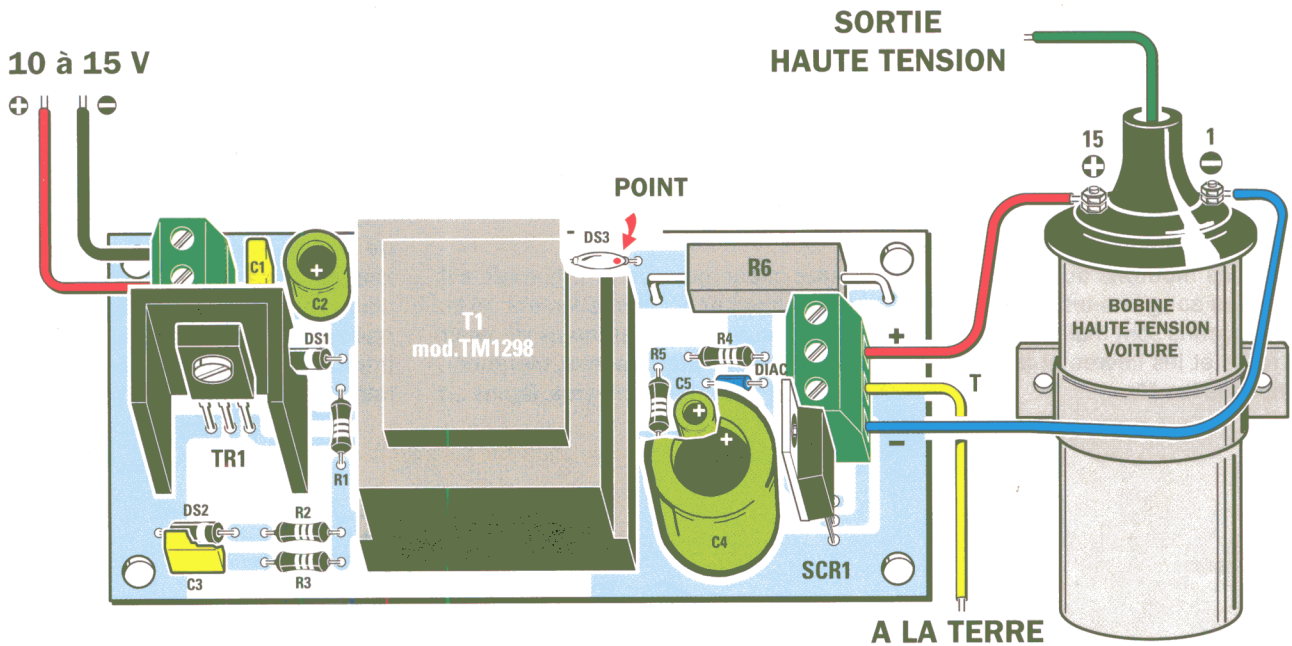 SORTIE
HAUTE TENSION
10 à 15 V
+ −
15
+
1
−
POINT
DS3
C1
+
C2
R6
T1
mod.TM1298
BOBINE
HAUTE TENSION
VOITURE
DS1
R4
+
R5
DIAC
C5
+
T
+
−
TR1
R1
DS2
R2
C4
C3
R3
SCR1
A LA TERRE